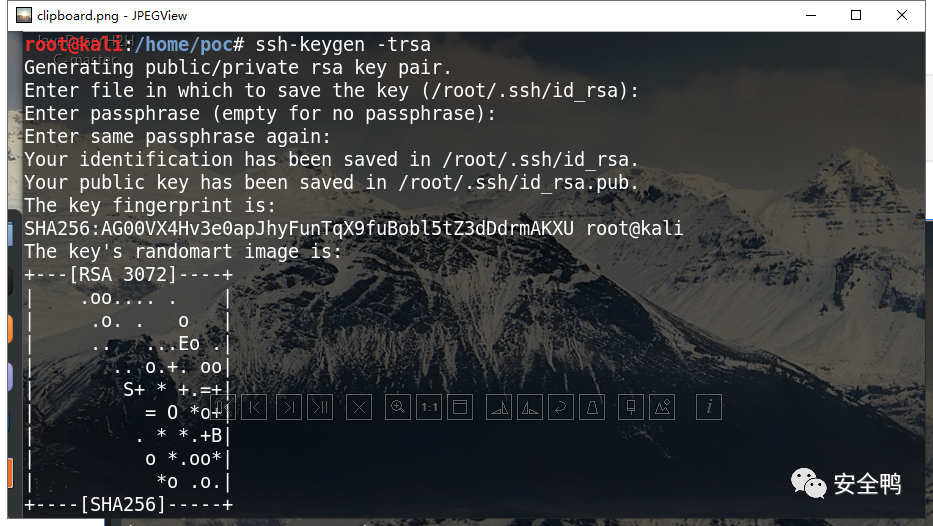 clipboard.png - JPEGView
root@kali:/home/poc# ssh-keygen -trsa
Generating public/private rsa key pair.
Enter file in which to save the key (/root/.ssh/id_rsa):
Enter passphrase (empty for no passphrase):
Enter same passphrase again:
Your identification has been saved in /root/.ssh/id_rsa.
Your public key has been saved in /root/.ssh/id_rsa.pub.
The key fingerprint is:
SHA256:AG00VX4Hv3e0apJhyFunTqX9fuBobl5tZ3dDdrmAKXU root@kali
The key's randomart image is:
+---[RSA 3072]----+
|    .oo.... .    |
|     .o. .   o   |
|     ..   ...Eo .|
|       .. o.+. oo|
|        S+ * +.=+|
|          = O *o+|
|         . * *.+B|
|          o *.oo*|
|           *o .o.|
+----[SHA256]-----+
1:1
i
安全鸭